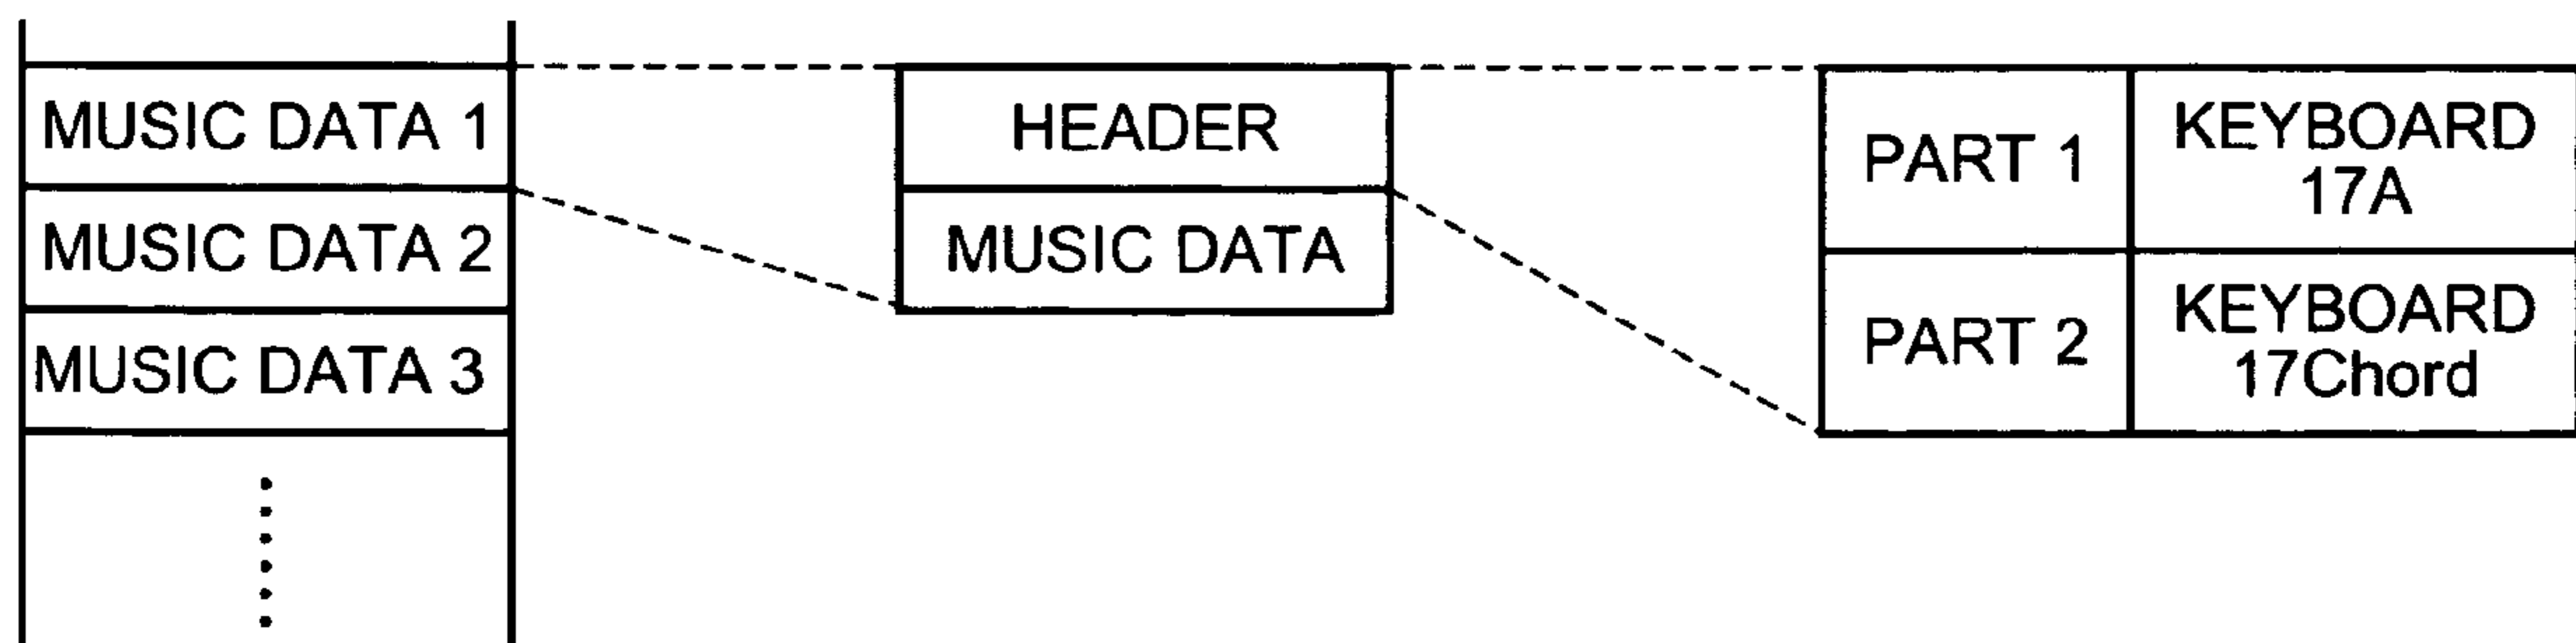 MUSIC DATA 1
MUSIC DATA 2
MUSIC DATA 3
HEADER
MUSIC DATA
PART 1
KEYBOARD
17A
PART 2
KEYBOARD
17Chord